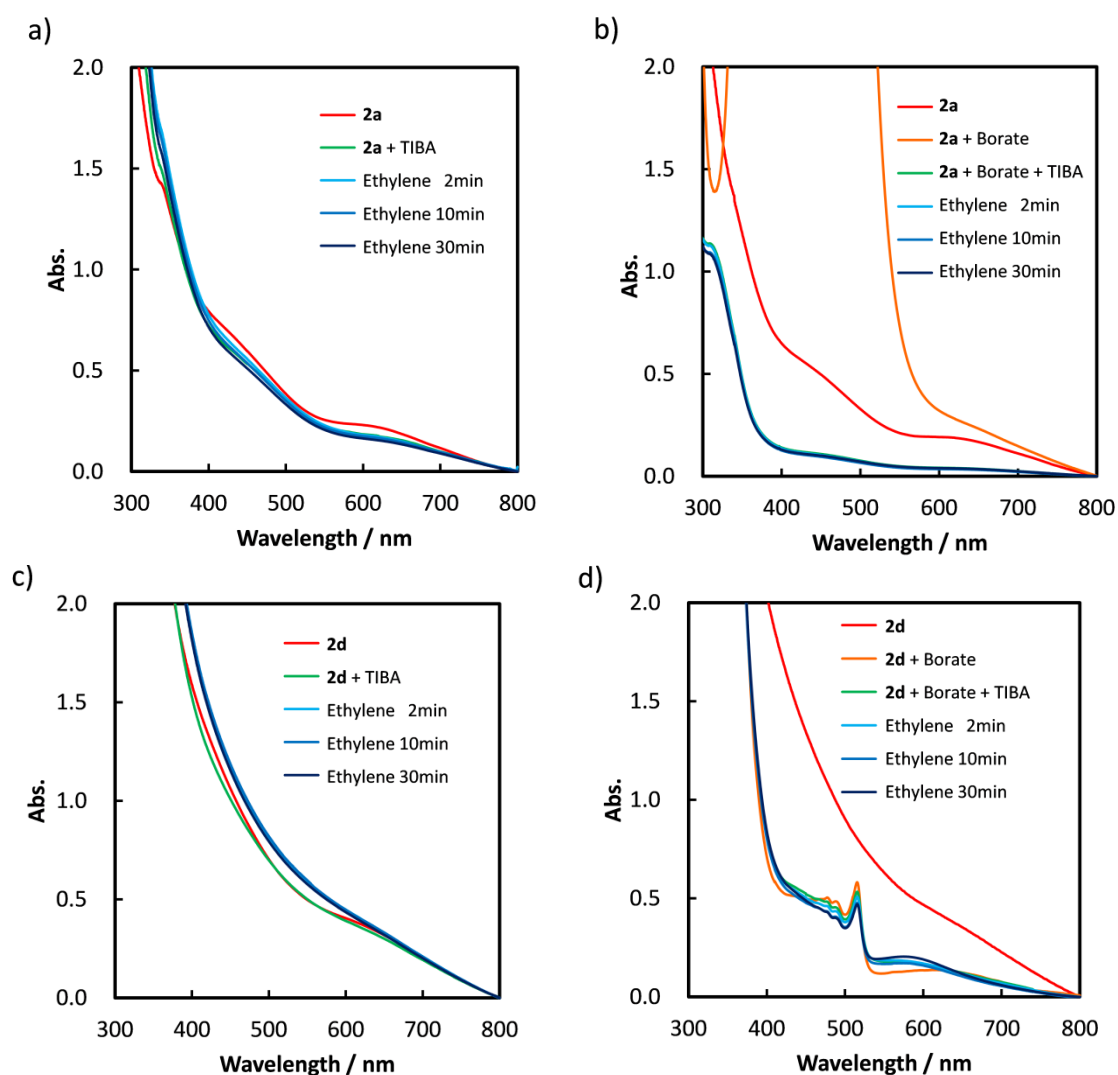 a)
2.0
1.5
1.0
0.5
0.0
Abs.
300 400 500 600 700 800
Wavelength / nm
2a
2a + TIBA
Ethylene 2min
Ethylene 10min
Ethylene 30min
b)
2.0
1.5
1.0
0.5
0.0
Abs.
300 400 500 600 700 800
Wavelength / nm
2a
2a + Borate
2a + Borate + TIBA
Ethylene 2min
Ethylene 10min
Ethylene 30min
c)
2.0
1.5
1.0
0.5
0.0
Abs.
300 400 500 600 700 800
Wavelength / nm
2d
2d + TIBA
Ethylene 2min
Ethylene 10min
Ethylene 30min
d)
2.0
1.5
1.0
0.5
0.0
Abs.
300 400 500 600 700 800
Wavelength / nm
2d
2d + Borate
2d + Borate + TIBA
Ethylene 2min
Ethylene 10min
Ethylene 30min